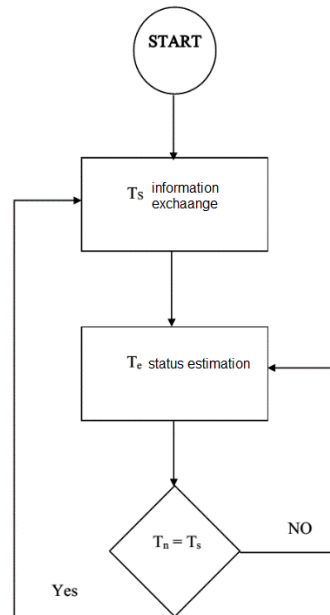 START
Ts information
exchaange
Te status estimation
Tn = Ts
NO
Yes